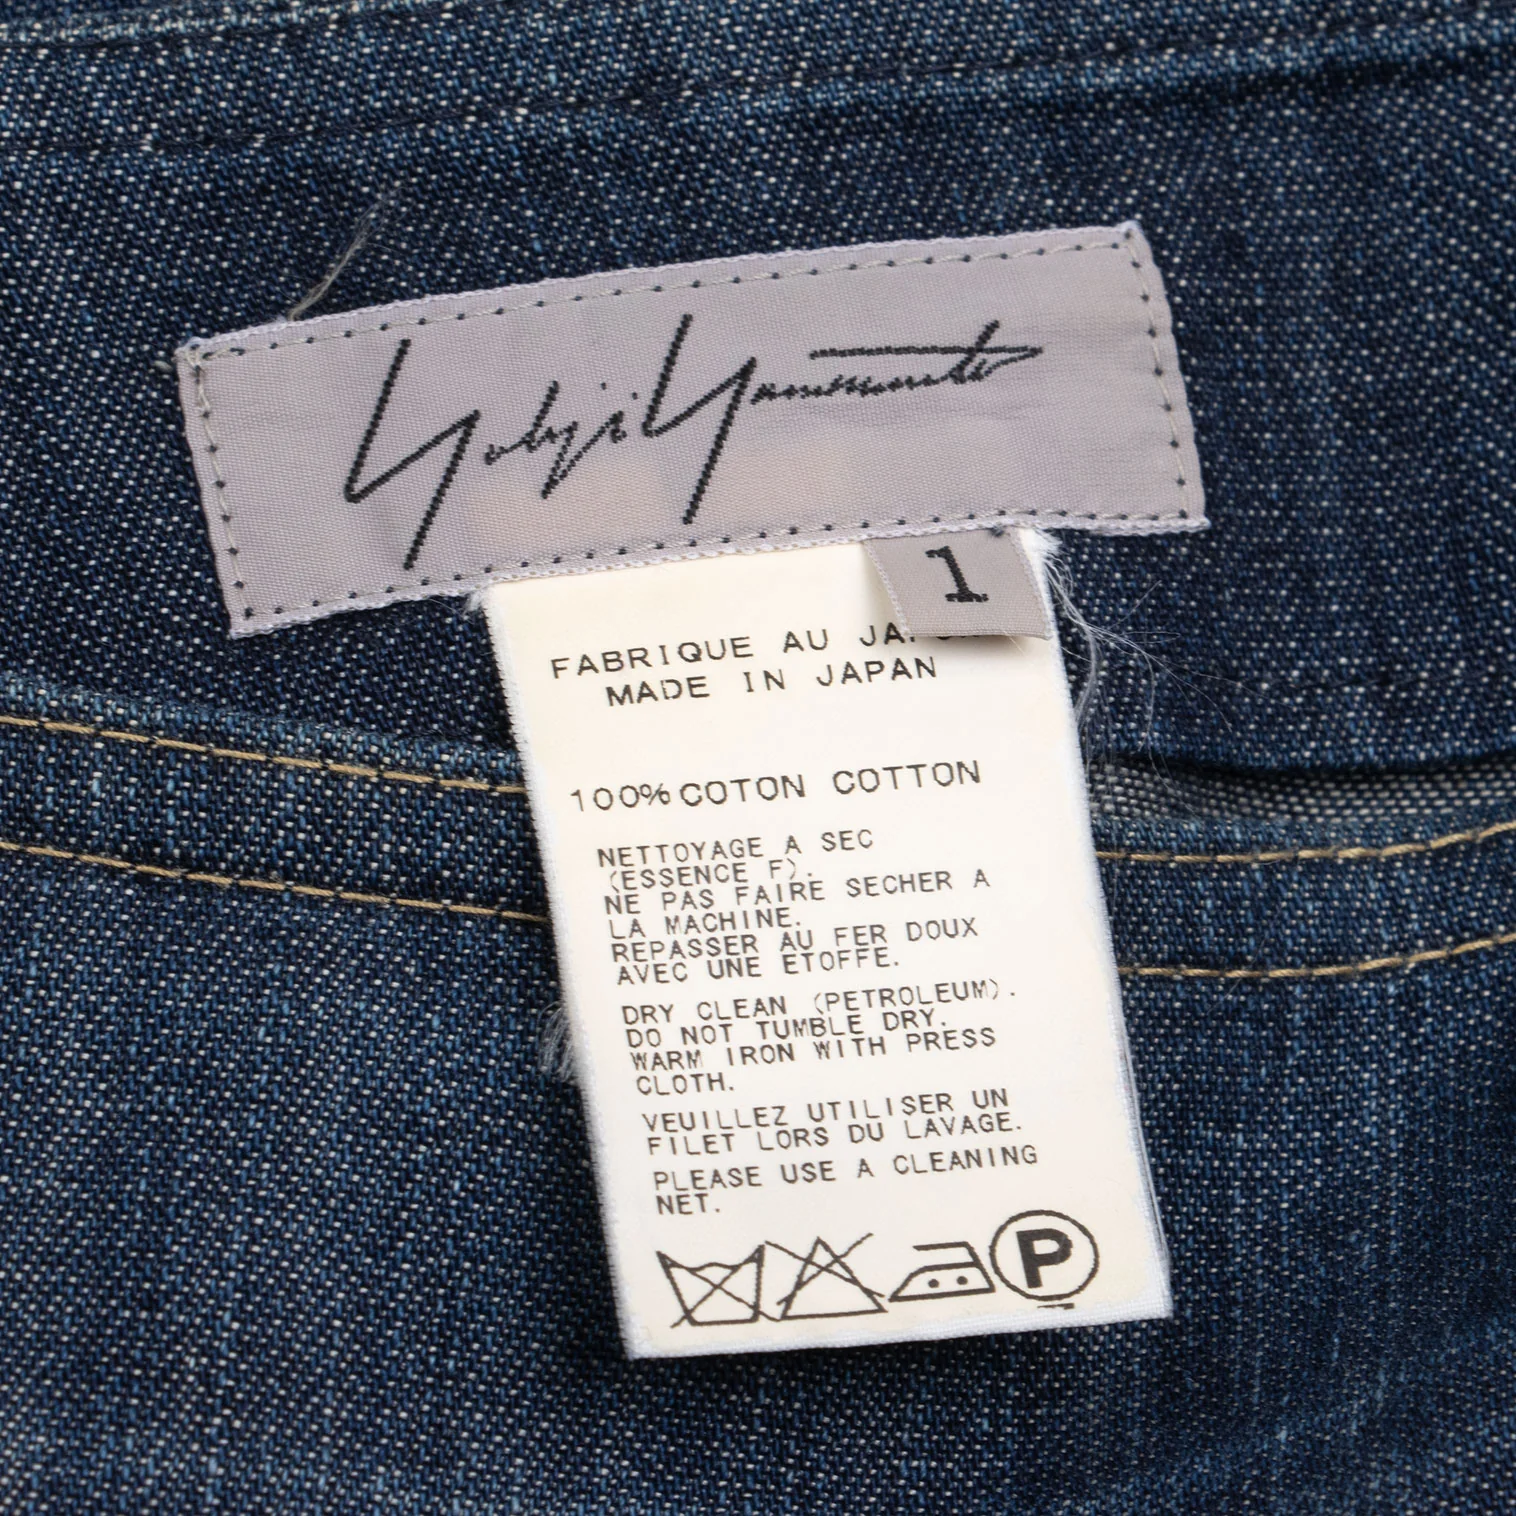 Yohji Yamamoto
1
FABRIQUE AU
MADE IN JAPAN
100% COTON COTTON
NETTOYAGE A SEC
(ESSENCE F).
NE PAS FAIRE SECHER A
LA MACHINE.
REPASSER AU FER DOUX
AVEC UNE ETOFFE.
DRY CLEAN (PETROLEUM).
DO NOT TUMBLE DRY.
WARM IRON WITH PRESS
CLOTH.
VEUILLEZ UTILISER UN
FILET LORS DU LAVAGE.
PLEASE USE A CLEANING
NET.
P